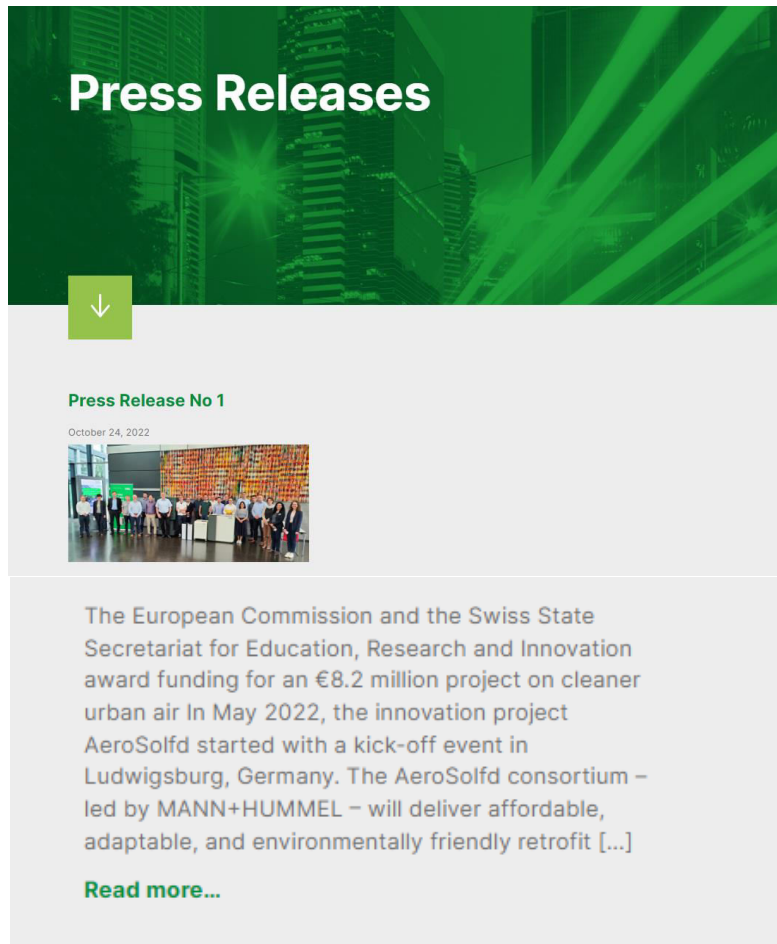 Press Releases
Press Release No 1
October 24, 2022
The European Commission and the Swiss State
Secretariat for Education, Research and Innovation
award funding for an €8.2 million project on cleaner
urban air In May 2022, the innovation project
AeroSolfd started with a kick-off event in
Ludwigsburg, Germany. The AeroSolfd consortium –
led by MANN+HUMMEL – will deliver affordable,
adaptable, and environmentally friendly retrofit [...]
Read more...